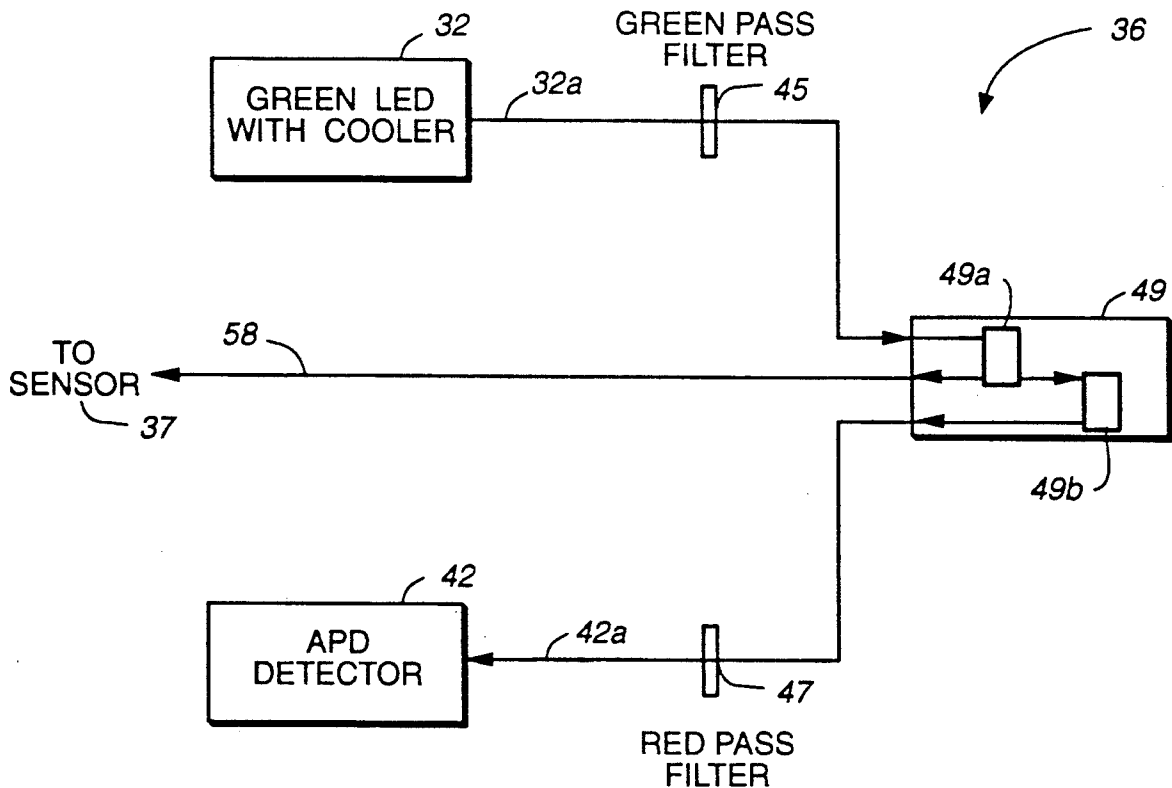 32
GREEN LED
WITH COOLER
32a
GREEN PASS
FILTER
45
36
49a
49
58
TO
SENSOR
37
49b
42
APD
DETECTOR
42a
47
RED PASS
FILTER